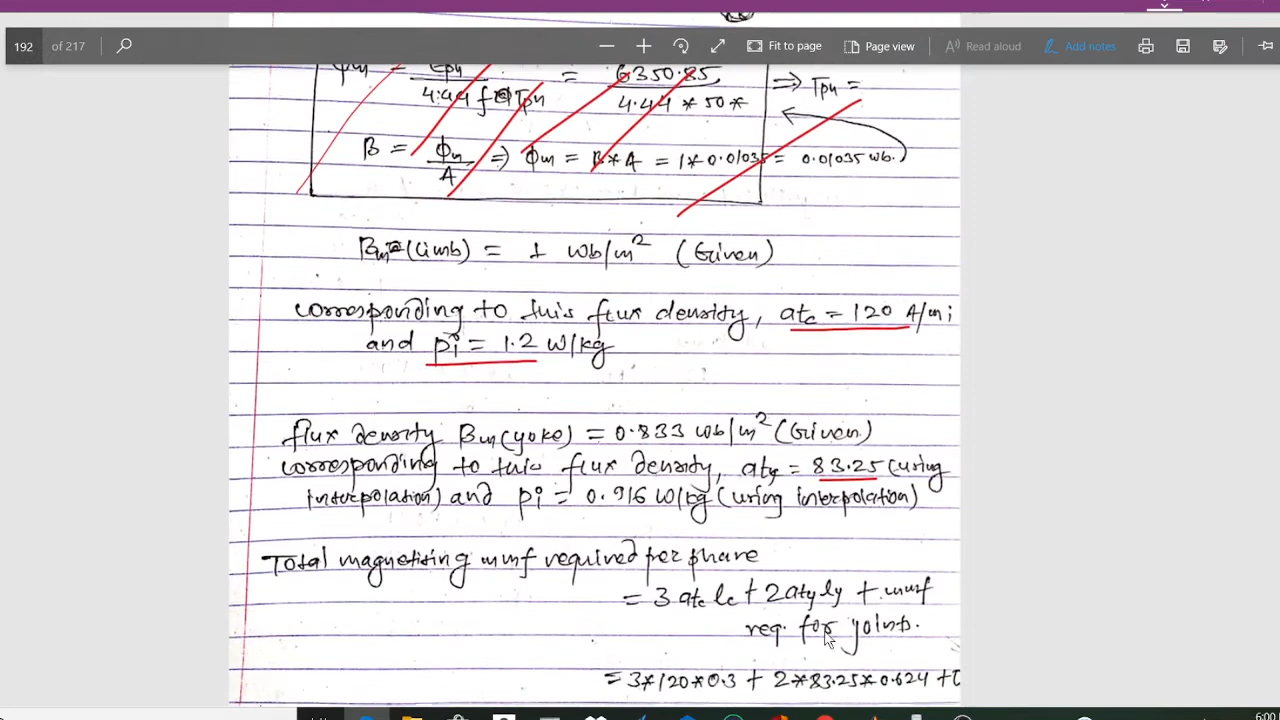 192 of 217 Fit to page Page view Read aloud Add notes
= 6350.85 ⇒ Tpu =
4.44 f Tpu 4.44 * 50 *
B = Φm ⇒ Φm = B*A = 1*0.01035 = 0.01035 wb.
A
Bm (Limb) = 1 wb/m² (Given)
corresponding to this flux density, atc = 120 A/m;
and pi = 1.2 W/kg
flux density Bm(yoke) = 0.833 wb/m² (Given)
corresponding to this flux density, aty = 83.25 (using
interpolation) and pi = 0.916 W/kg (using interpolation)
Total magnetising mmf required per phase
= 3 atc lc + 2 aty ly + mmf
req. for joints.
= 3*120*0.3 + 2*83.25*0.624 + 0
6:00